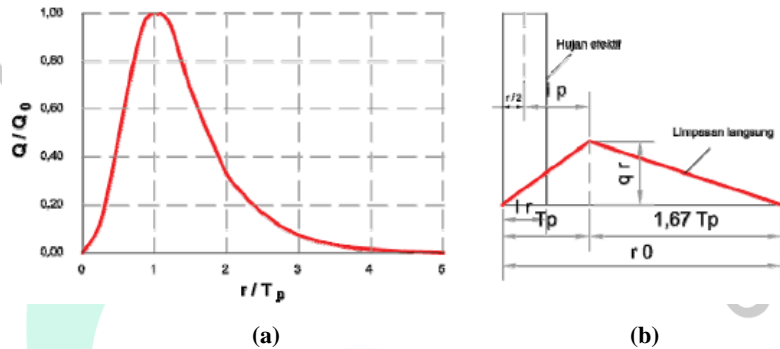 1,00
0,80
0,60
0,40
0,20
0,00
Q / Q0
0 1 2 3 4 5
r / Tp
(a)
Hujan efektif
r/2
i p
Limpasan langsung
q r
I r
Tp
1,67 Tp
r 0
(b)